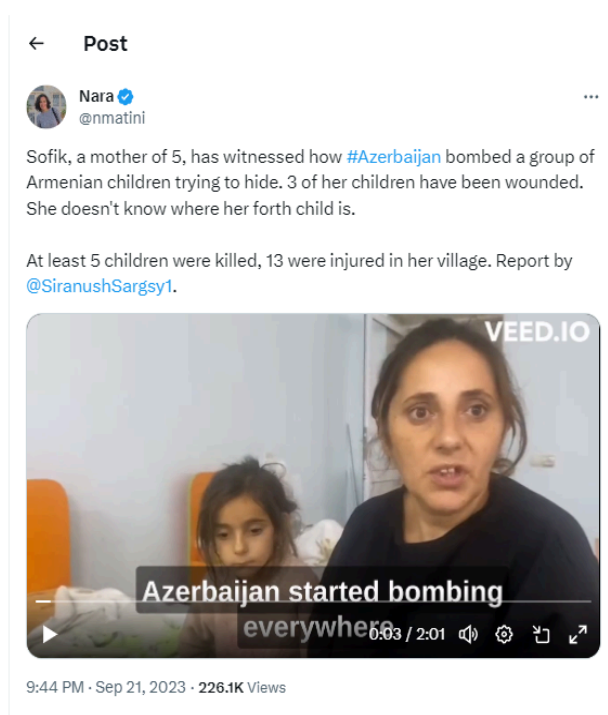 Post
Nara
@nmatini
Sofik, a mother of 5, has witnessed how #Azerbaijan bombed a group of
Armenian children trying to hide. 3 of her children have been wounded.
She doesn't know where her forth child is.
At least 5 children were killed, 13 were injured in her village. Report by
@SiranushSargsy1.
VEED.IO
Azerbaijan started bombing
everywhere
0:03 / 2:01
9:44 PM · Sep 21, 2023 · 226.1K Views